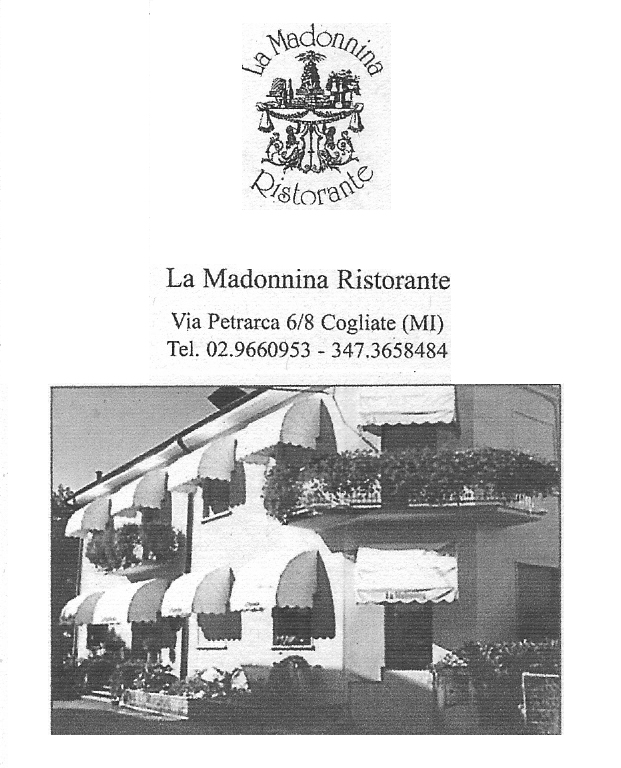 La Madonnina
Ristorante
La Madonnina Ristorante
Via Petrarca 6/8 Cogliate (MI)
Tel. 02.9660953 - 347.3658484